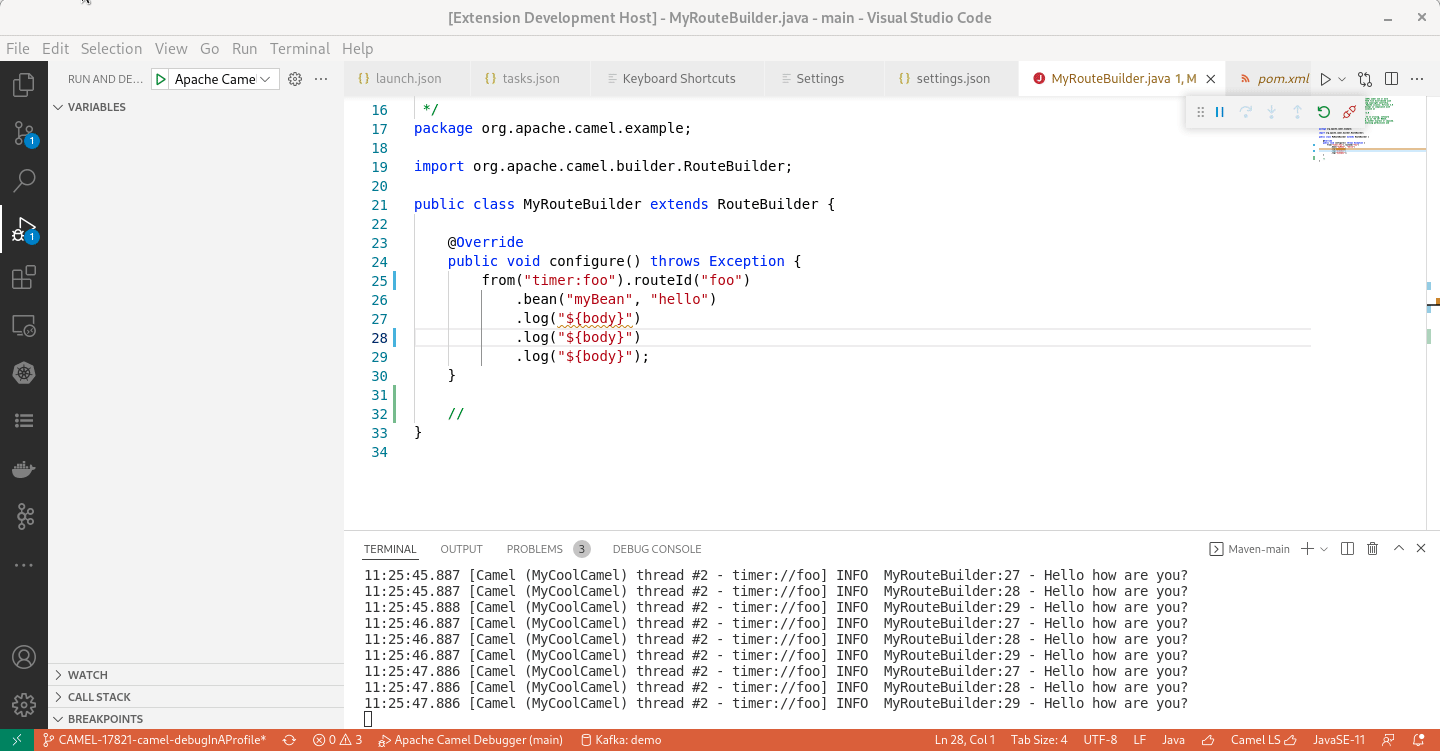 [Extension Development Host] - MyRouteBuilder.java - main - Visual Studio Code
File Edit Selection View Go Run Terminal Help
RUN AND DE... Apache Camel
launch.json tasks.json Keyboard Shortcuts Settings settings.json MyRouteBuilder.java 1, M pom.xml
VARIABLES
1
1
WATCH
CALL STACK
BREAKPOINTS
16 */
17 package org.apache.camel.example;
18
19 import org.apache.camel.builder.RouteBuilder;
20
21 public class MyRouteBuilder extends RouteBuilder {
22
23 @Override
24 public void configure() throws Exception {
25 from("timer:foo").routeId("foo")
26 .bean("myBean", "hello")
27 .log("${body}")
28 .log("${body}")
29 .log("${body}");
30 }
31
32 //
33 }
34
TERMINAL OUTPUT PROBLEMS 3 DEBUG CONSOLE Maven-main
11:25:45.887 [Camel (MyCoolCamel) thread #2 - timer://foo] INFO  MyRouteBuilder:27 - Hello how are you?
11:25:45.887 [Camel (MyCoolCamel) thread #2 - timer://foo] INFO  MyRouteBuilder:28 - Hello how are you?
11:25:45.888 [Camel (MyCoolCamel) thread #2 - timer://foo] INFO  MyRouteBuilder:29 - Hello how are you?
11:25:46.887 [Camel (MyCoolCamel) thread #2 - timer://foo] INFO  MyRouteBuilder:27 - Hello how are you?
11:25:46.887 [Camel (MyCoolCamel) thread #2 - timer://foo] INFO  MyRouteBuilder:28 - Hello how are you?
11:25:46.887 [Camel (MyCoolCamel) thread #2 - timer://foo] INFO  MyRouteBuilder:29 - Hello how are you?
11:25:47.886 [Camel (MyCoolCamel) thread #2 - timer://foo] INFO  MyRouteBuilder:27 - Hello how are you?
11:25:47.886 [Camel (MyCoolCamel) thread #2 - timer://foo] INFO  MyRouteBuilder:28 - Hello how are you?
11:25:47.886 [Camel (MyCoolCamel) thread #2 - timer://foo] INFO  MyRouteBuilder:29 - Hello how are you?
CAMEL-17821-camel-debugInAProfile* 0 3 Apache Camel Debugger (main) Kafka: demo Ln 28, Col 1 Tab Size: 4 UTF-8 LF Java Camel LS JavaSE-11